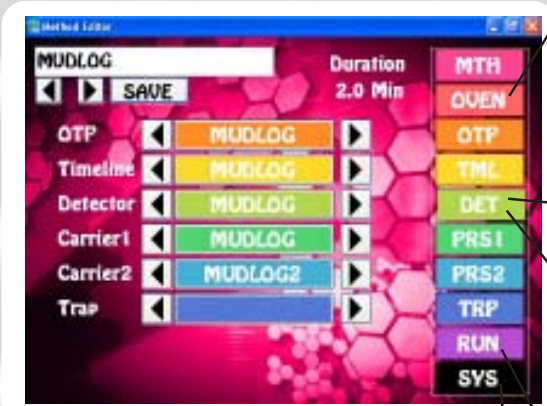 Method Editor
MUDLOG
Duration
2.0 Min
SAVE
OTP MUDLOG
Timeline MUDLOG
Detector MUDLOG
Carrier1 MUDLOG
Carrier2 MUDLOG2
Trap
MTH
OVEN
OTP
TML
DET
PRS1
PRS2
TRP
RUN
SYS